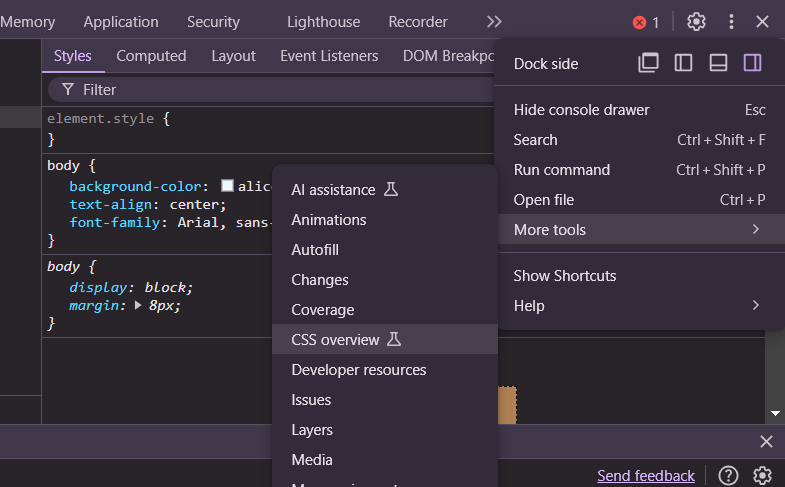 Memory Application Security Lighthouse Recorder 1
Styles Computed Layout Event Listeners DOM Breakpo
Filter
element.style {
}
body {
background-color: alic
text-align: center;
font-family: Arial, sans-
}
body {
display: block;
margin: 8px;
}
Dock side
Hide console drawer Esc
Search Ctrl + Shift + F
Run command Ctrl + Shift + P
Open file Ctrl + P
More tools
Show Shortcuts
Help
AI assistance
Animations
Autofill
Changes
Coverage
CSS overview
Developer resources
Issues
Layers
Media
Send feedback